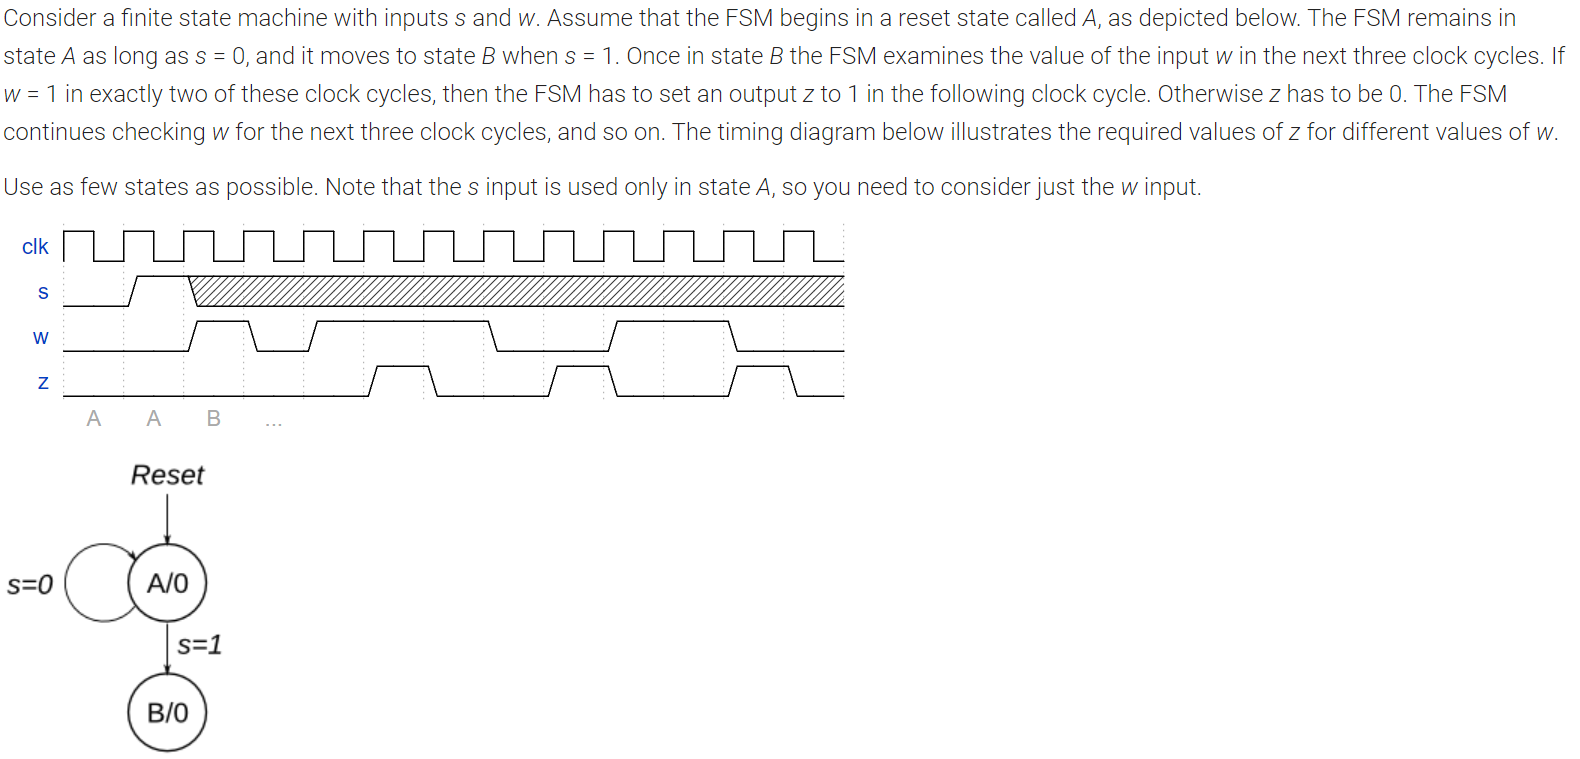 Consider a finite state machine with inputs s and w. Assume that the FSM begins in a reset state called A, as depicted below. The FSM remains in
state A as long as s = 0, and it moves to state B when s = 1. Once in state B the FSM examines the value of the input w in the next three clock cycles. If
w = 1 in exactly two of these clock cycles, then the FSM has to set an output z to 1 in the following clock cycle. Otherwise z has to be 0. The FSM
continues checking w for the next three clock cycles, and so on. The timing diagram below illustrates the required values of z for different values of w.
Use as few states as possible. Note that the s input is used only in state A, so you need to consider just the w input.
clk
s
w
z
A A B ...
Reset
s=0 A/0
s=1
B/0